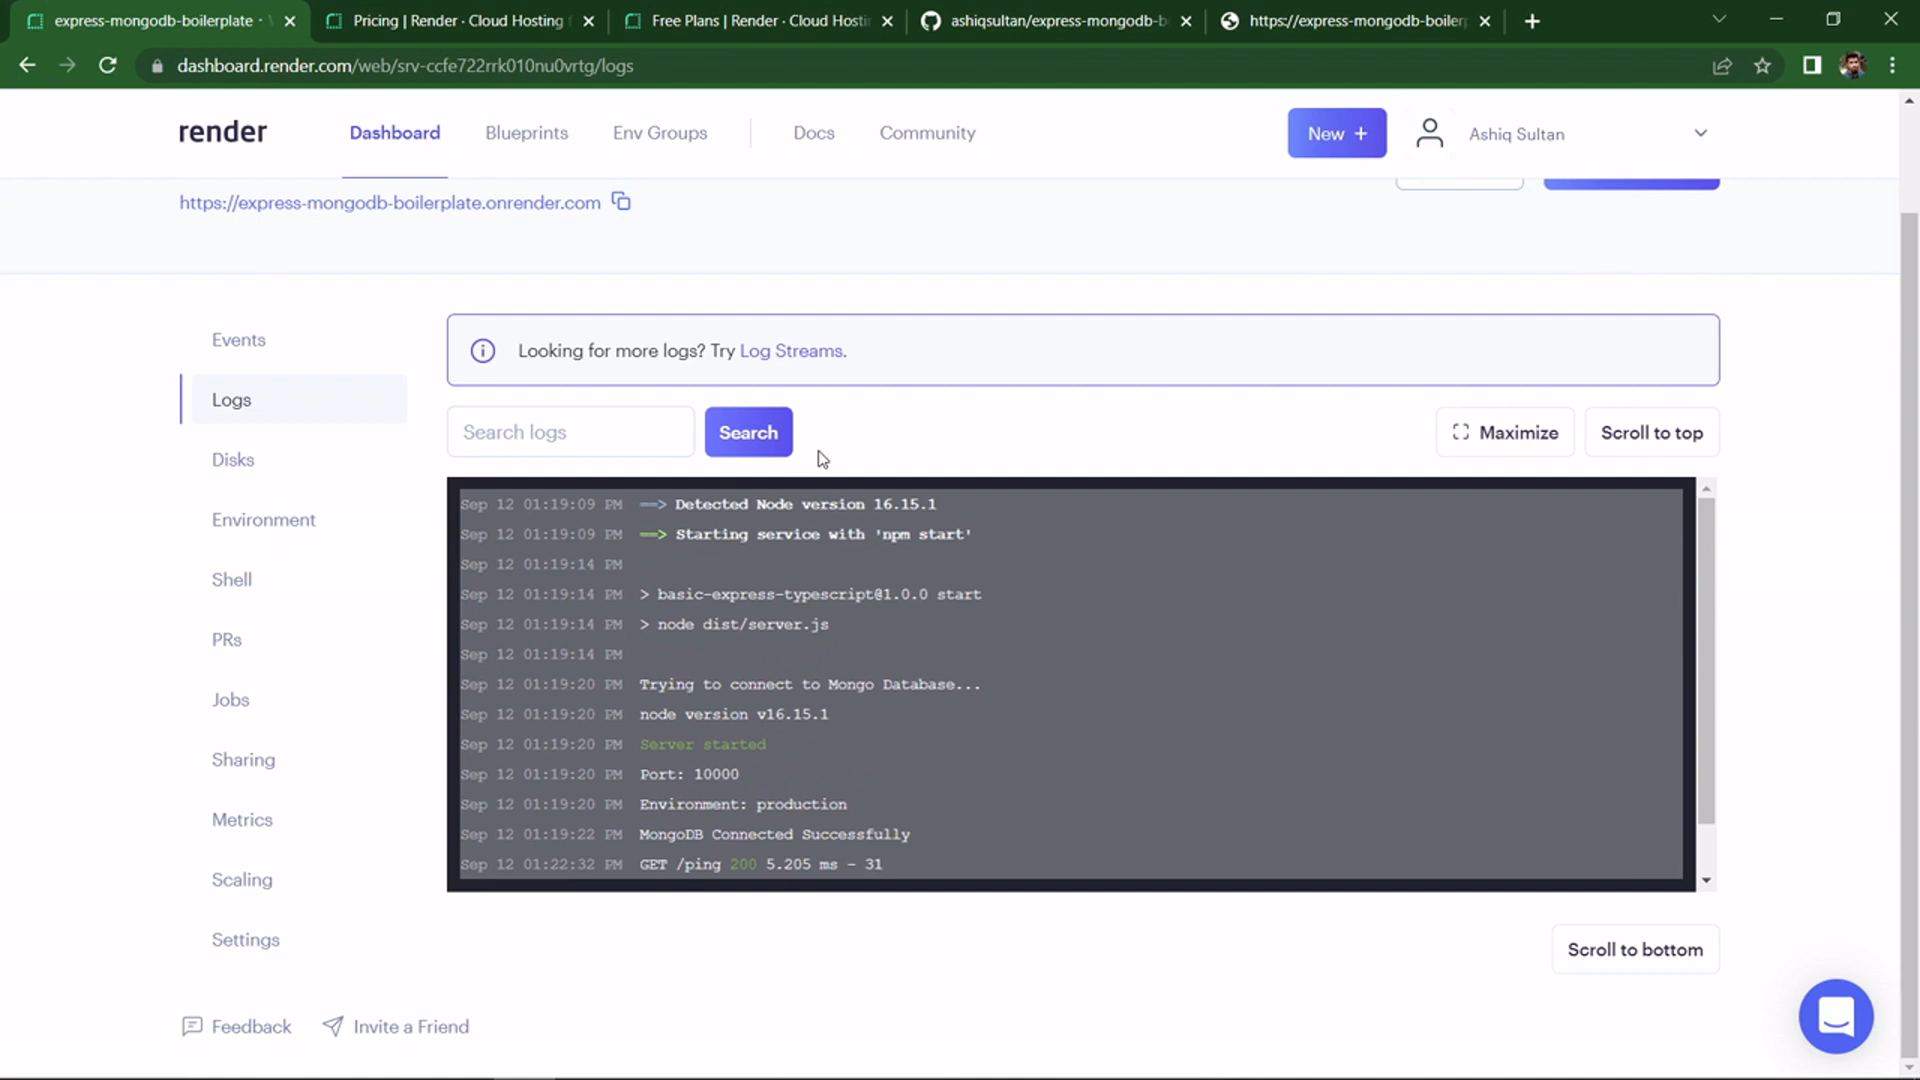 express-mongodb-boilerplate ·
Pricing | Render · Cloud Hosting
Free Plans | Render · Cloud Hosti
ashiqsultan/express-mongodb-b
https://express-mongodb-boilerp
dashboard.render.com/web/srv-ccfe722rrk010nu0vrtg/logs
render
Dashboard
Blueprints
Env Groups
Docs
Community
New +
Ashiq Sultan
https://express-mongodb-boilerplate.onrender.com
Events
Logs
Disks
Environment
Shell
PRs
Jobs
Sharing
Metrics
Scaling
Settings
Looking for more logs? Try Log Streams.
Search logs
Search
Maximize
Scroll to top
Sep 12 01:19:09 PM ==> Detected Node version 16.15.1
Sep 12 01:19:09 PM ==> Starting service with 'npm start'
Sep 12 01:19:14 PM
Sep 12 01:19:14 PM > basic-express-typescript@1.0.0 start
Sep 12 01:19:14 PM > node dist/server.js
Sep 12 01:19:14 PM
Sep 12 01:19:20 PM Trying to connect to Mongo Database...
Sep 12 01:19:20 PM node version v16.15.1
Sep 12 01:19:20 PM Server started
Sep 12 01:19:20 PM Port: 10000
Sep 12 01:19:20 PM Environment: production
Sep 12 01:19:22 PM MongoDB Connected Successfully
Sep 12 01:22:32 PM GET /ping 200 5.205 ms - 31
Scroll to bottom
Feedback
Invite a Friend